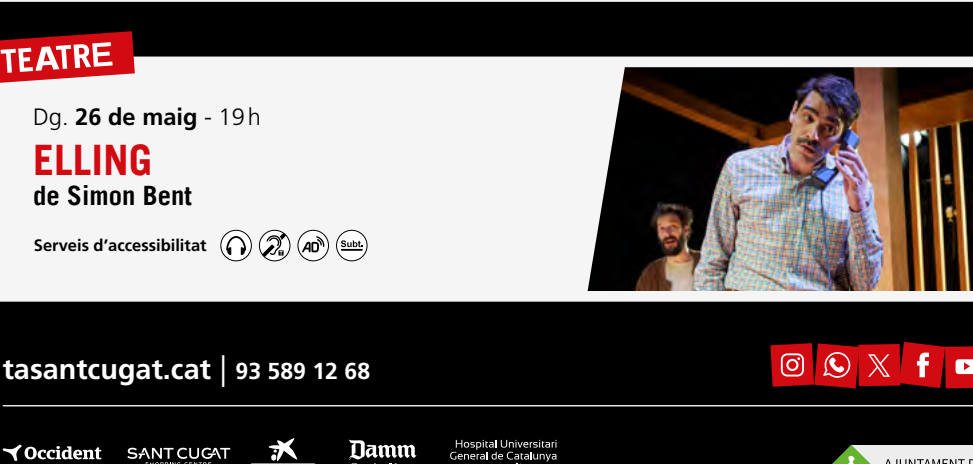 TEATRE
Dg. 26 de maig - 19 h
ELLING
de Simon Bent
Serveis d'accessibilitat
AD
Subt.
tasantcugat.cat | 93 589 12 68
Occident
SANT CUGAT
Damm
Hospital Universitari
General de Catalunya